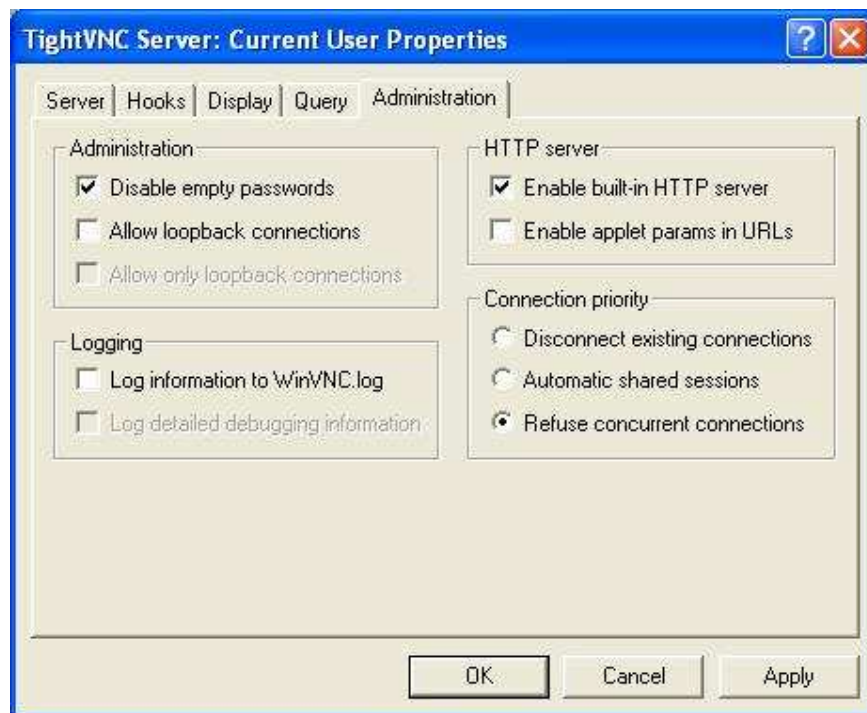 TightVNC Server: Current User Properties
Server Hooks Display Query Administration
Administration
Disable empty passwords
Allow loopback connections
Allow only loopback connections
Logging
Log information to WinVNC.log
Log detailed debugging information
HTTP server
Enable built-in HTTP server
Enable applet params in URLs
Connection priority
Disconnect existing connections
Automatic shared sessions
Refuse concurrent connections
OK Cancel Apply